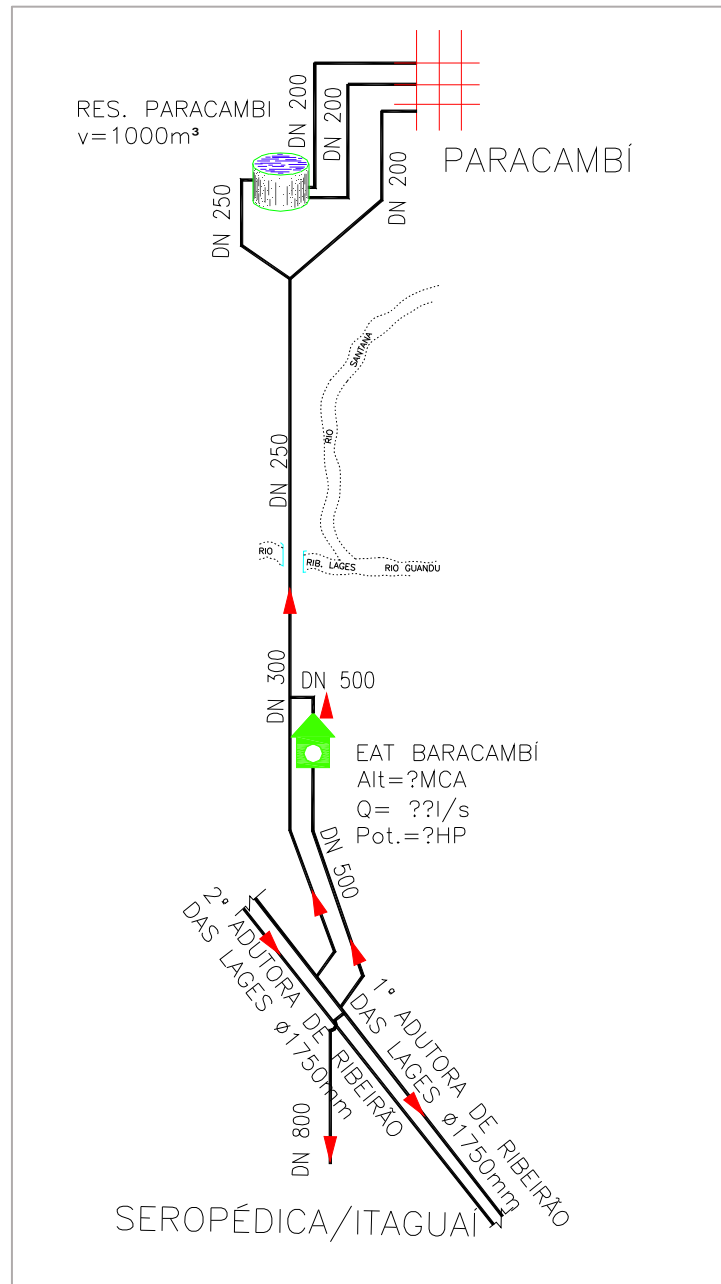 RES. PARACAMBI
v=1000m³
DN 200
DN 200
DN 200
PARACAMBÍ
DN 250
SANTANA
RIO
DN 250
RIO
RIB. LAGES
RIO GUANDU
DN 300
DN 500
EAT BARACAMBÍ
Alt=?MCA
Q= ??l/s
Pot.=?HP
DN 500
2ª ADUTORA DE RIBEIRÃO
DAS LAGES ø1750mm
1ª ADUTORA DE RIBEIRÃO
DAS LAGES ø1750mm
DN 800
SEROPÉDICA/ITAGUAÍ